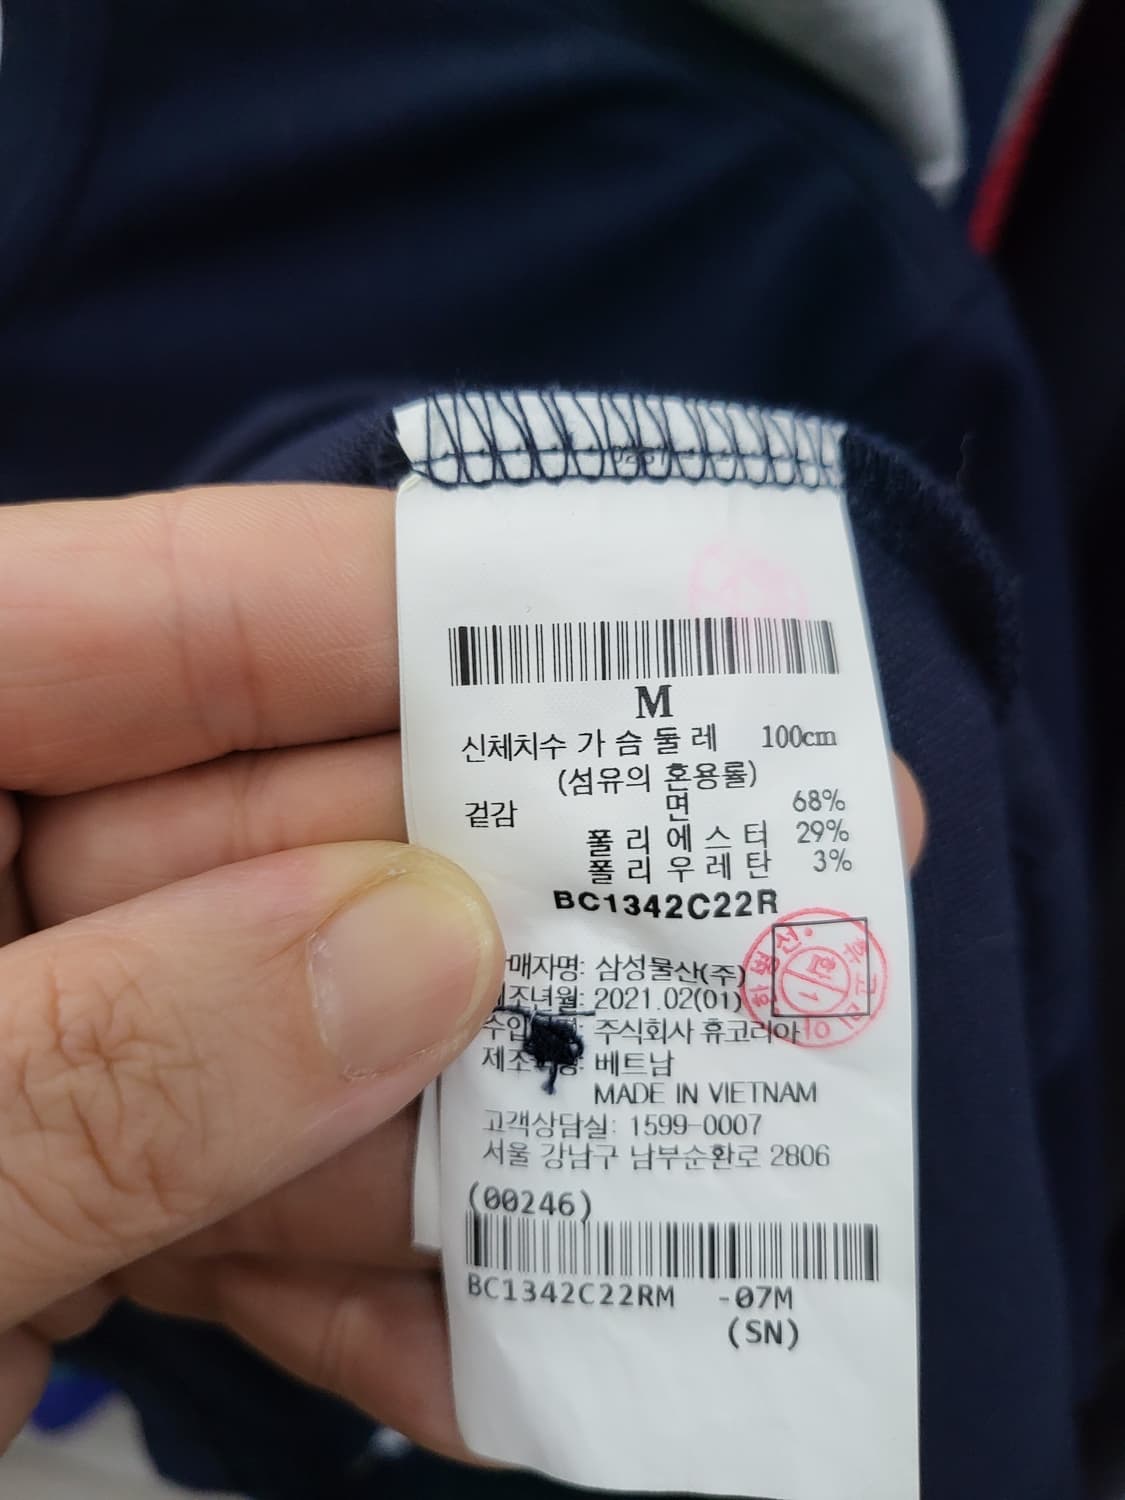 M
신체치수 가슴둘레 100cm
(섬유의 혼용률)
겉감 면 68%
폴리에스터 29%
폴리우레탄 3%
BC1342C22R
매자명: 삼성물산(주)
조년월: 2021.02(01)
수입 주식회사 휴코리아
제조 베트남
MADE IN VIETNAM
고객상담실: 1599-0007
서울 강남구 남부순환로 2806
(00246)
BC1342C22RM -07M
(SN)